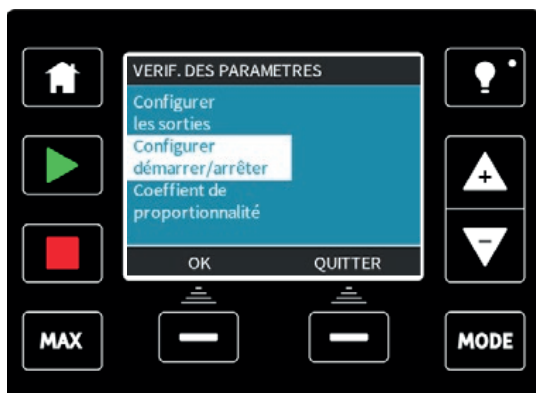 VERIF. DES PARAMETRES
Configurer
les sorties
Configurer
démarrer/arrêter
Coeffient de
proportionnalité
OK QUITTER
MAX
MODE